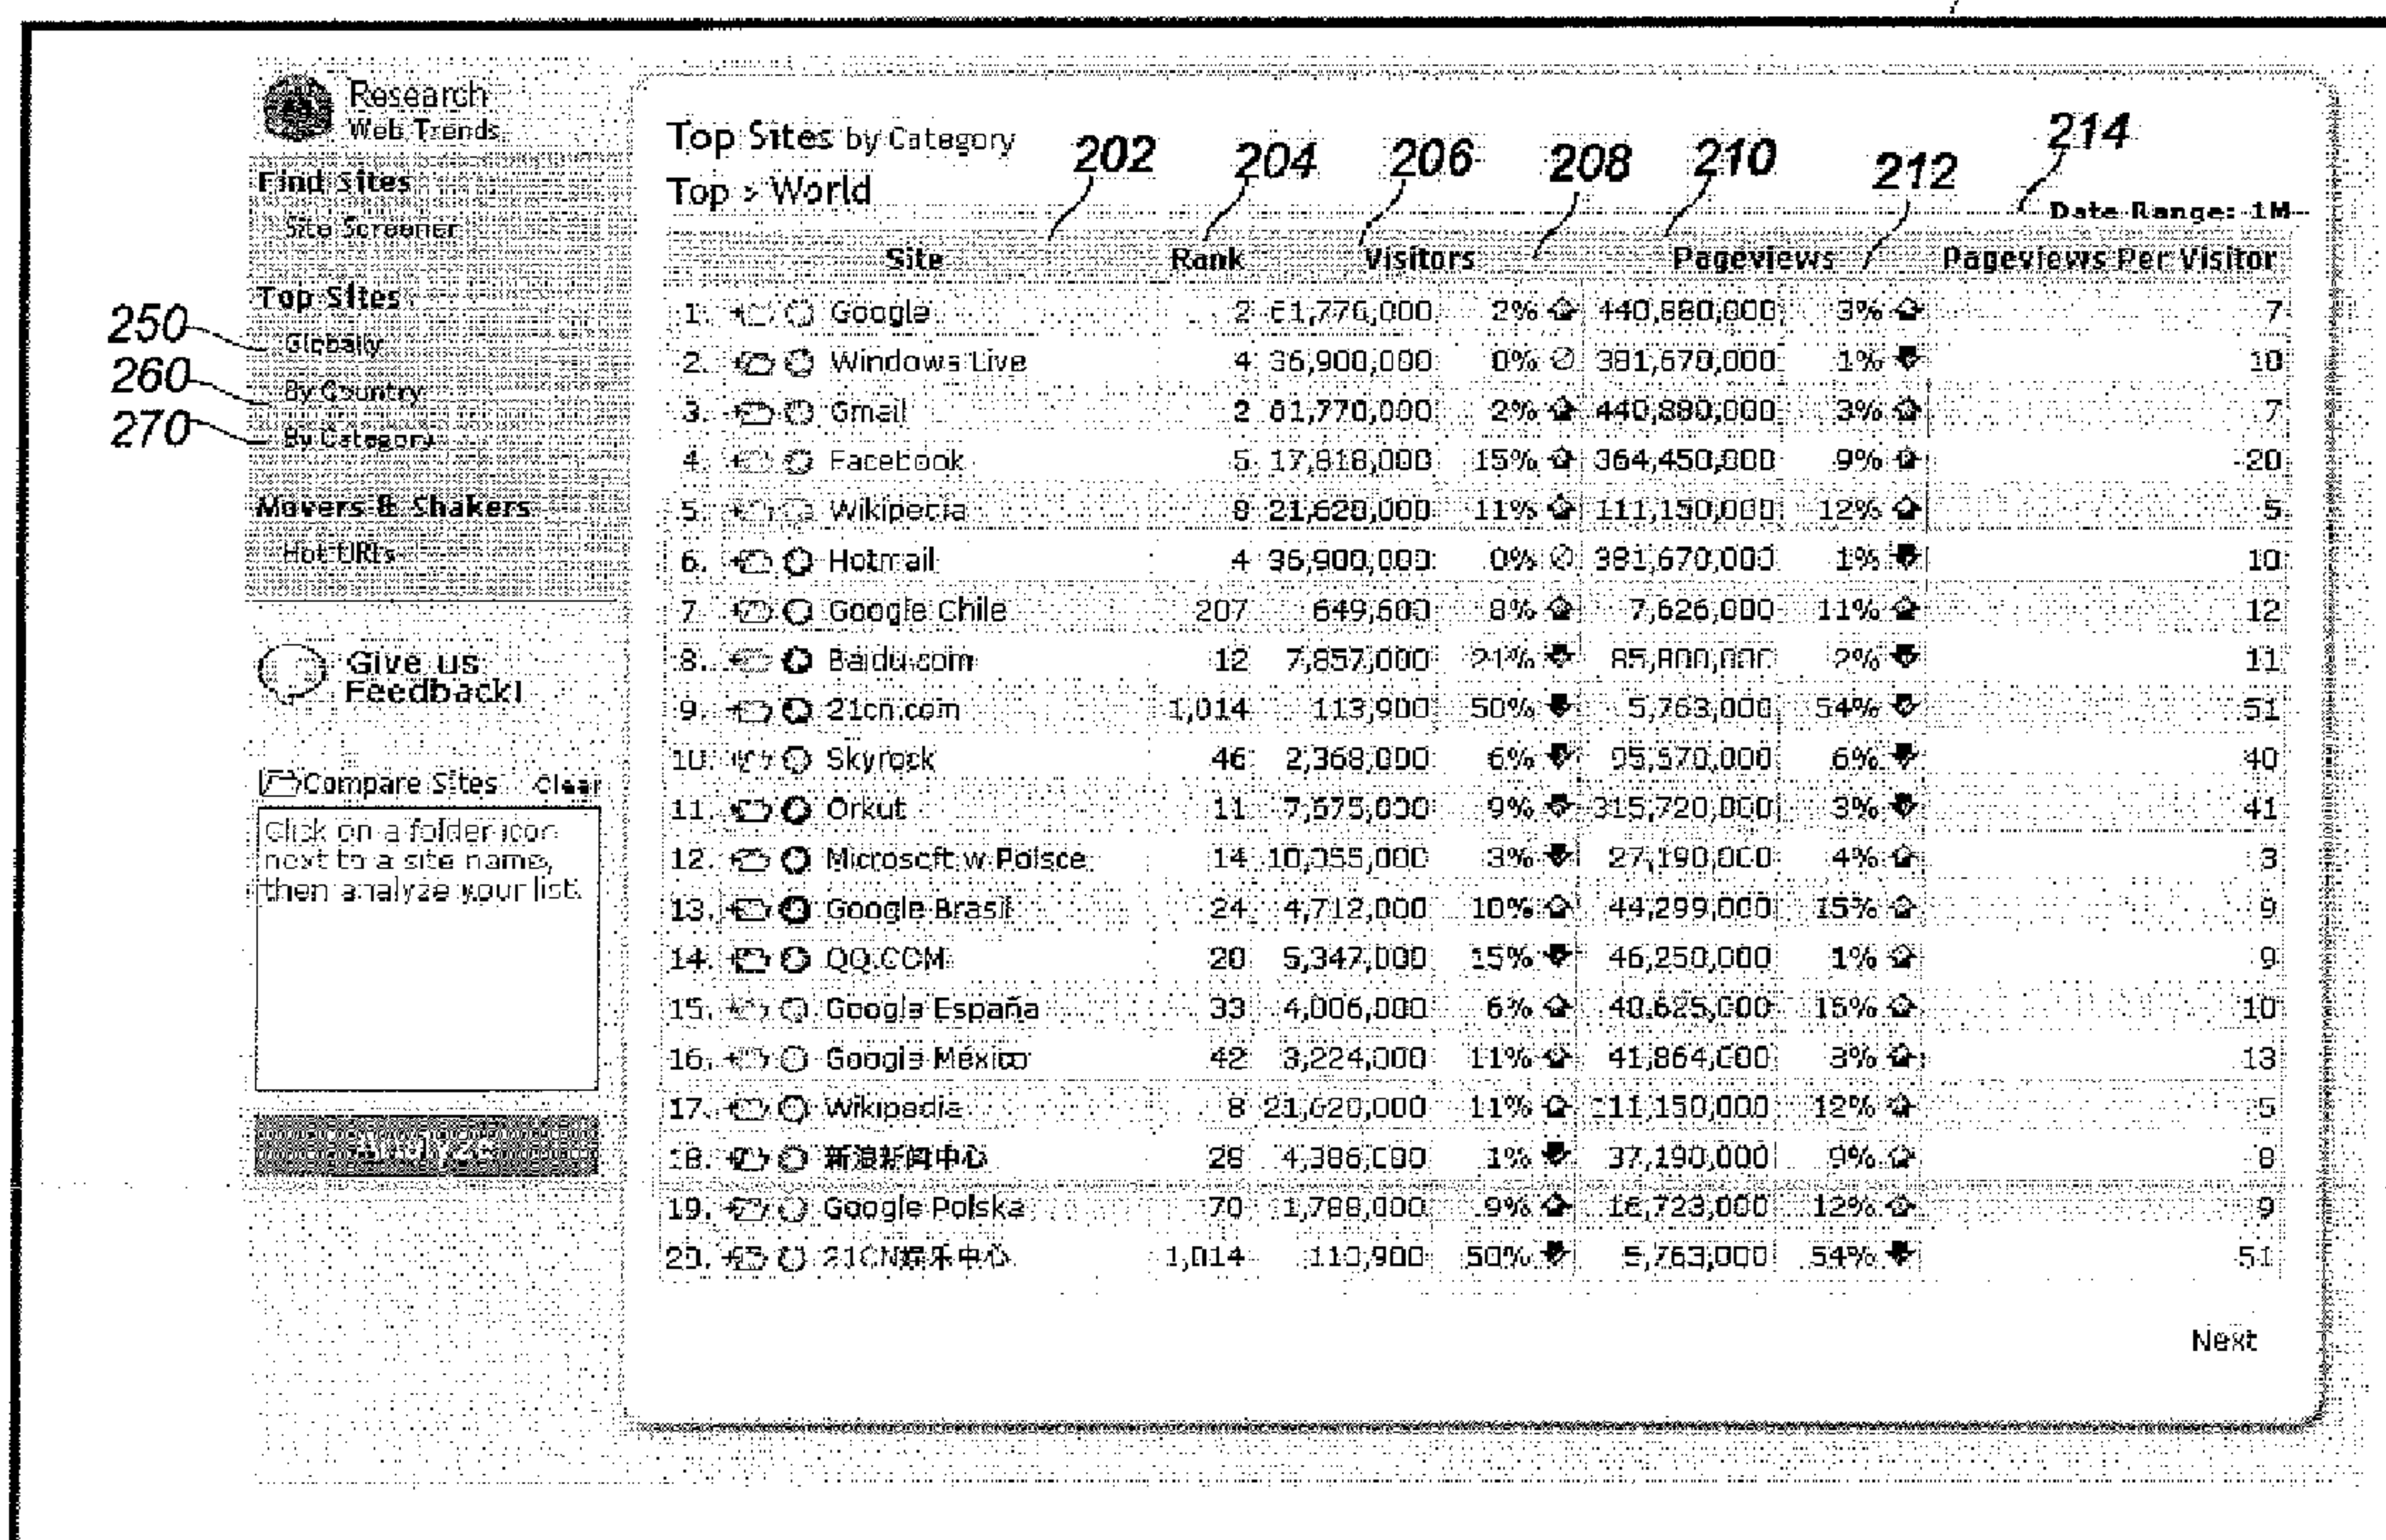 Research
Web Trends
Find Sites
Site Screener
Top Sites
250
Globally
260
By Country
270
By Category
Movers & Shakers
Hot URLs
Give us
Feedback!
Compare Sites Clear
Click on a folder icon
next to a site name,
then analyze your list.
Analyze
Top Sites by Category
Top > World
202 204 206 208 210 212 214
Date Range: 1M
Site Rank Visitors Pageviews Pageviews Per Visitor
1. Google 2 61,770,000 2% 440,880,000 3% 7
2. Windows Live 4 36,900,000 0% 381,670,000 1% 10
3. Gmail 2 61,770,000 2% 440,880,000 3% 7
4. Facebook 5 17,818,000 15% 364,450,000 9% 20
5. Wikipedia 8 21,620,000 11% 111,150,000 12% 5
6. Hotmail 4 36,900,000 0% 381,670,000 1% 10
7. Google Chile 207 649,600 8% 7,626,000 11% 12
8. Baidu.com 12 7,857,000 21% 85,800,000 2% 11
9. 21cn.com 1,014 113,900 50% 5,763,000 54% 51
10. Skyrock 46 2,368,000 6% 95,570,000 6% 40
11. Orkut 11 7,675,000 9% 315,720,000 3% 41
12. Microsoft w Polsce 14 10,055,000 3% 27,190,000 4% 3
13. Google Brasil 24 4,712,000 10% 44,299,000 15% 9
14. QQ.COM 20 5,347,000 15% 46,250,000 1% 9
15. Google España 33 4,006,000 6% 40,625,000 15% 10
16. Google México 42 3,224,000 11% 41,864,000 3% 13
17. Wikipedia 8 21,620,000 11% 111,150,000 12% 5
18. 新浪新闻中心 28 4,386,000 1% 37,190,000 9% 8
19. Google Polska 70 1,788,000 9% 16,723,000 12% 9
20. 21CN娱乐中心 1,014 113,900 50% 5,763,000 54% 51
Next